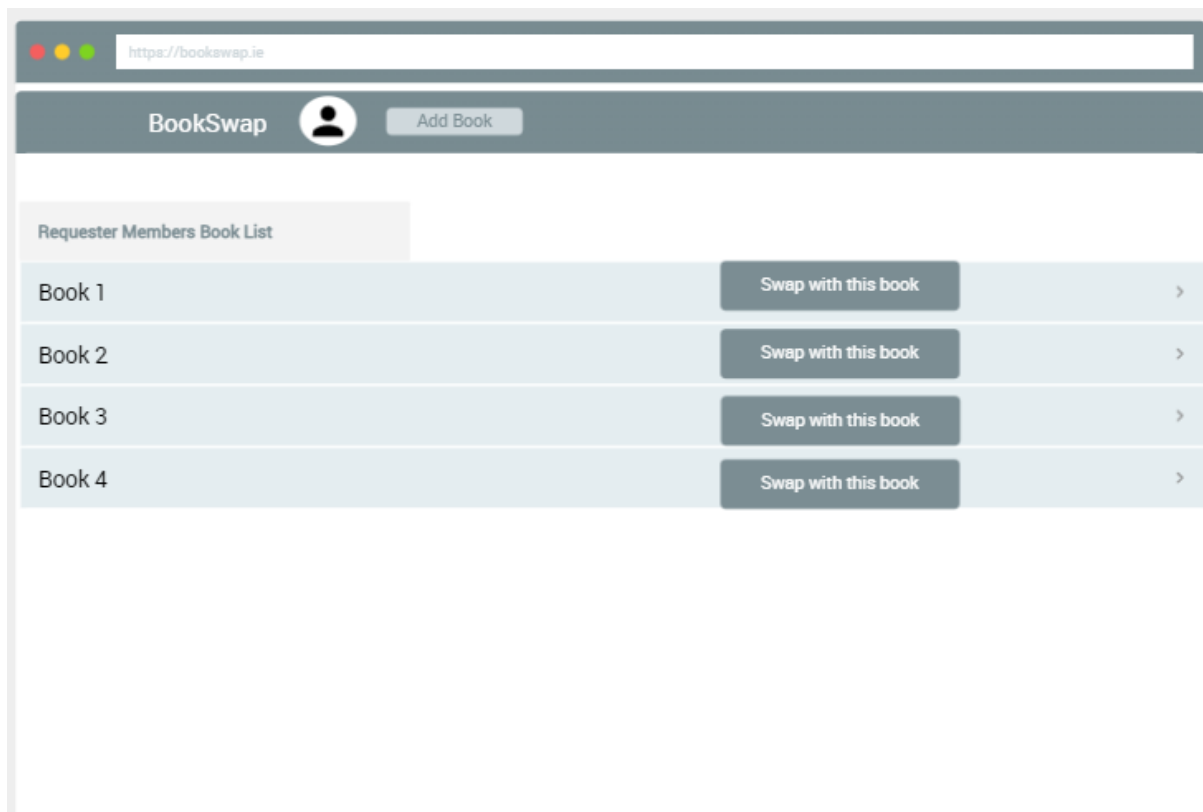 https://bookswap.ie
BookSwap Add Book
Requester Members Book List
Book 1 Swap with this book
Book 2 Swap with this book
Book 3 Swap with this book
Book 4 Swap with this book